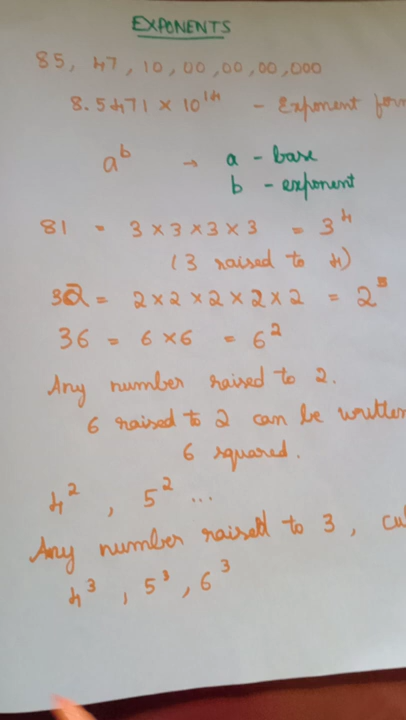 EXPONENTS
85, 47, 10, 00, 00, 00, 000
8.5471 × 10¹⁴ - Exponent form
aᵇ → a - base
b - exponent
81 = 3 × 3 × 3 × 3 = 3⁴
(3 raised to 4)
32 = 2 × 2 × 2 × 2 × 2 = 2⁵
36 = 6 × 6 = 6²
Any number raised to 2.
6 raised to 2 can be written
6 squared.
4², 5² ...
Any number raised to 3, cu
4³, 5³, 6³